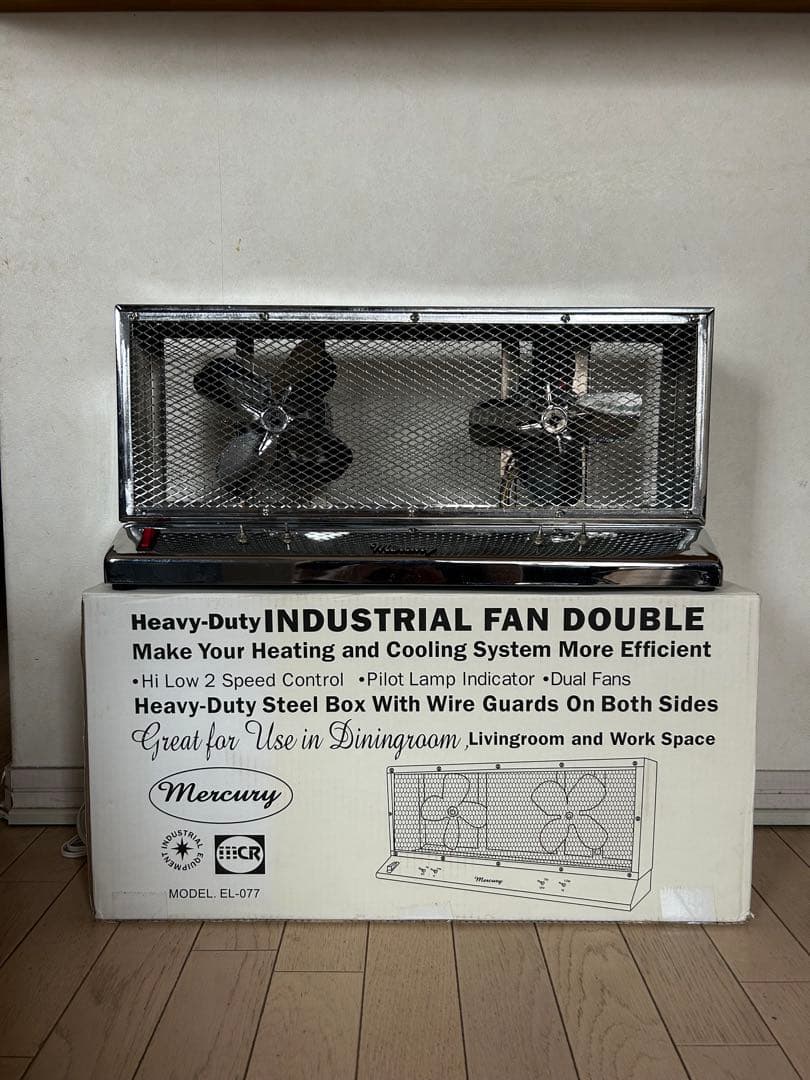 Mercury
Heavy-Duty INDUSTRIAL FAN DOUBLE
Make Your Heating and Cooling System More Efficient
•Hi Low 2 Speed Control •Pilot Lamp Indicator •Dual Fans
Heavy-Duty Steel Box With Wire Guards On Both Sides
Great for Use in Diningroom, Livingroom and Work Space
Mercury
INDUSTRIAL EQUIPMENT
MCR
MODEL. EL-077
Mercury